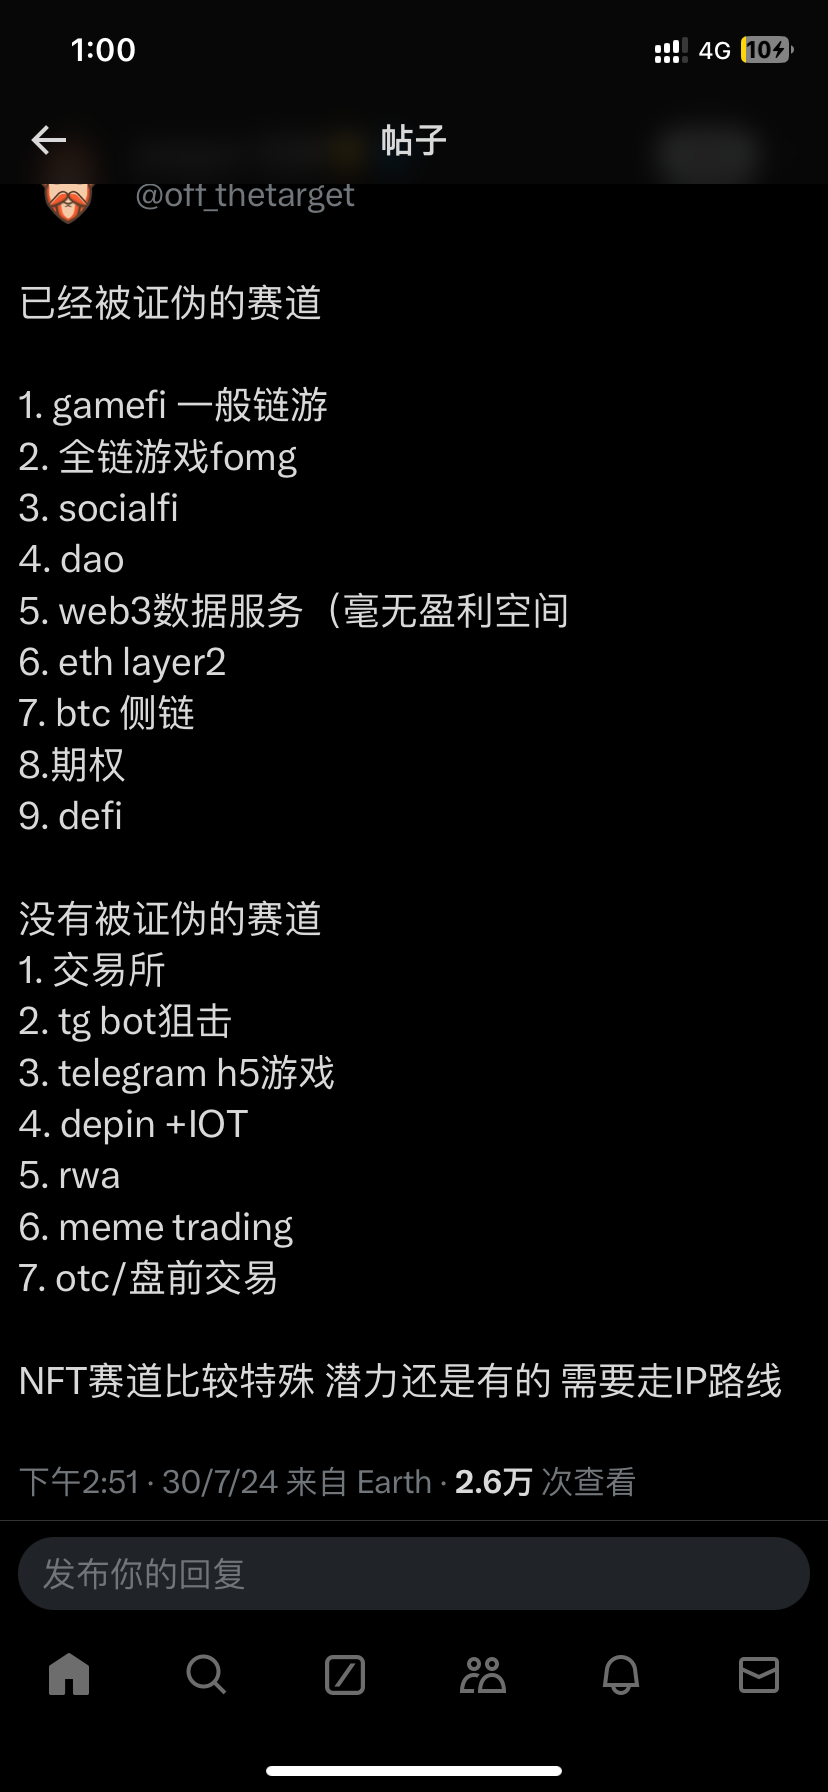 1:00
4G
10
帖子
@off_thetarget
已经被证伪的赛道
1. gamefi 一般链游
2. 全链游戏fomg
3. socialfi
4. dao
5. web3数据服务（毫无盈利空间
6. eth layer2
7. btc 侧链
8.期权
9. defi
没有被证伪的赛道
1. 交易所
2. tg bot狙击
3. telegram h5游戏
4. depin +IOT
5. rwa
6. meme trading
7. otc/盘前交易
NFT赛道比较特殊 潜力还是有的 需要走IP路线
下午2:51 · 30/7/24 来自 Earth · 2.6万 次查看
发布你的回复